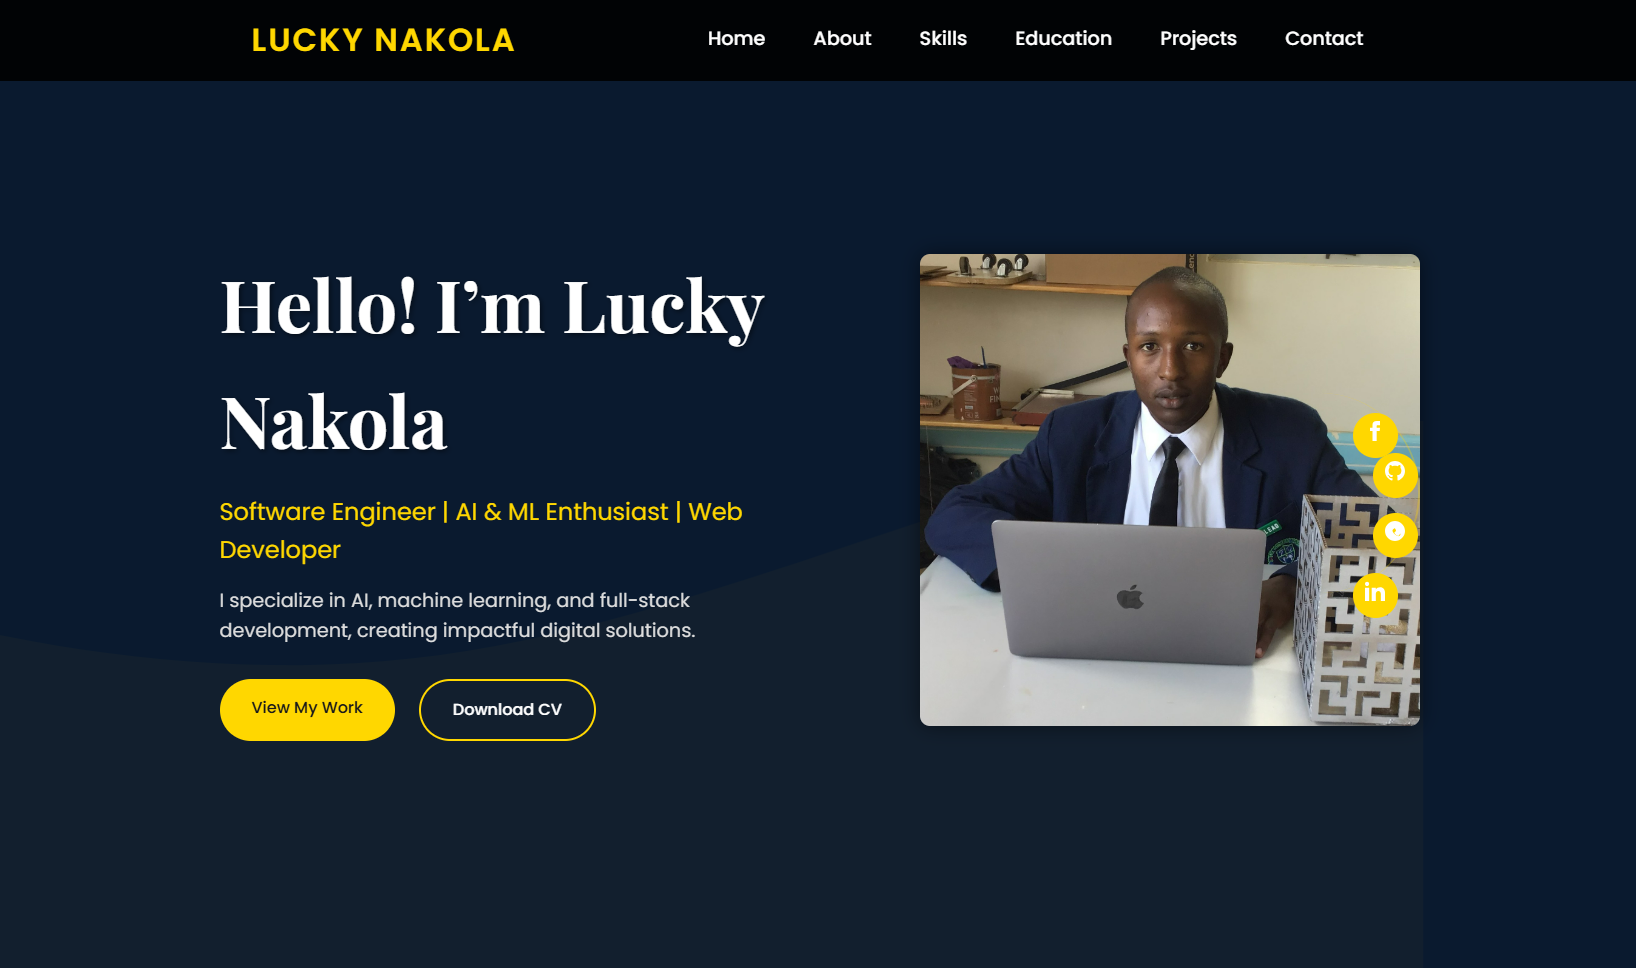 LUCKY NAKOLA
Home About Skills Education Projects Contact
Hello! I’m Lucky
Nakola
Software Engineer | AI & ML Enthusiast | Web
Developer
I specialize in AI, machine learning, and full-stack
development, creating impactful digital solutions.
View My Work
Download CV
f
in